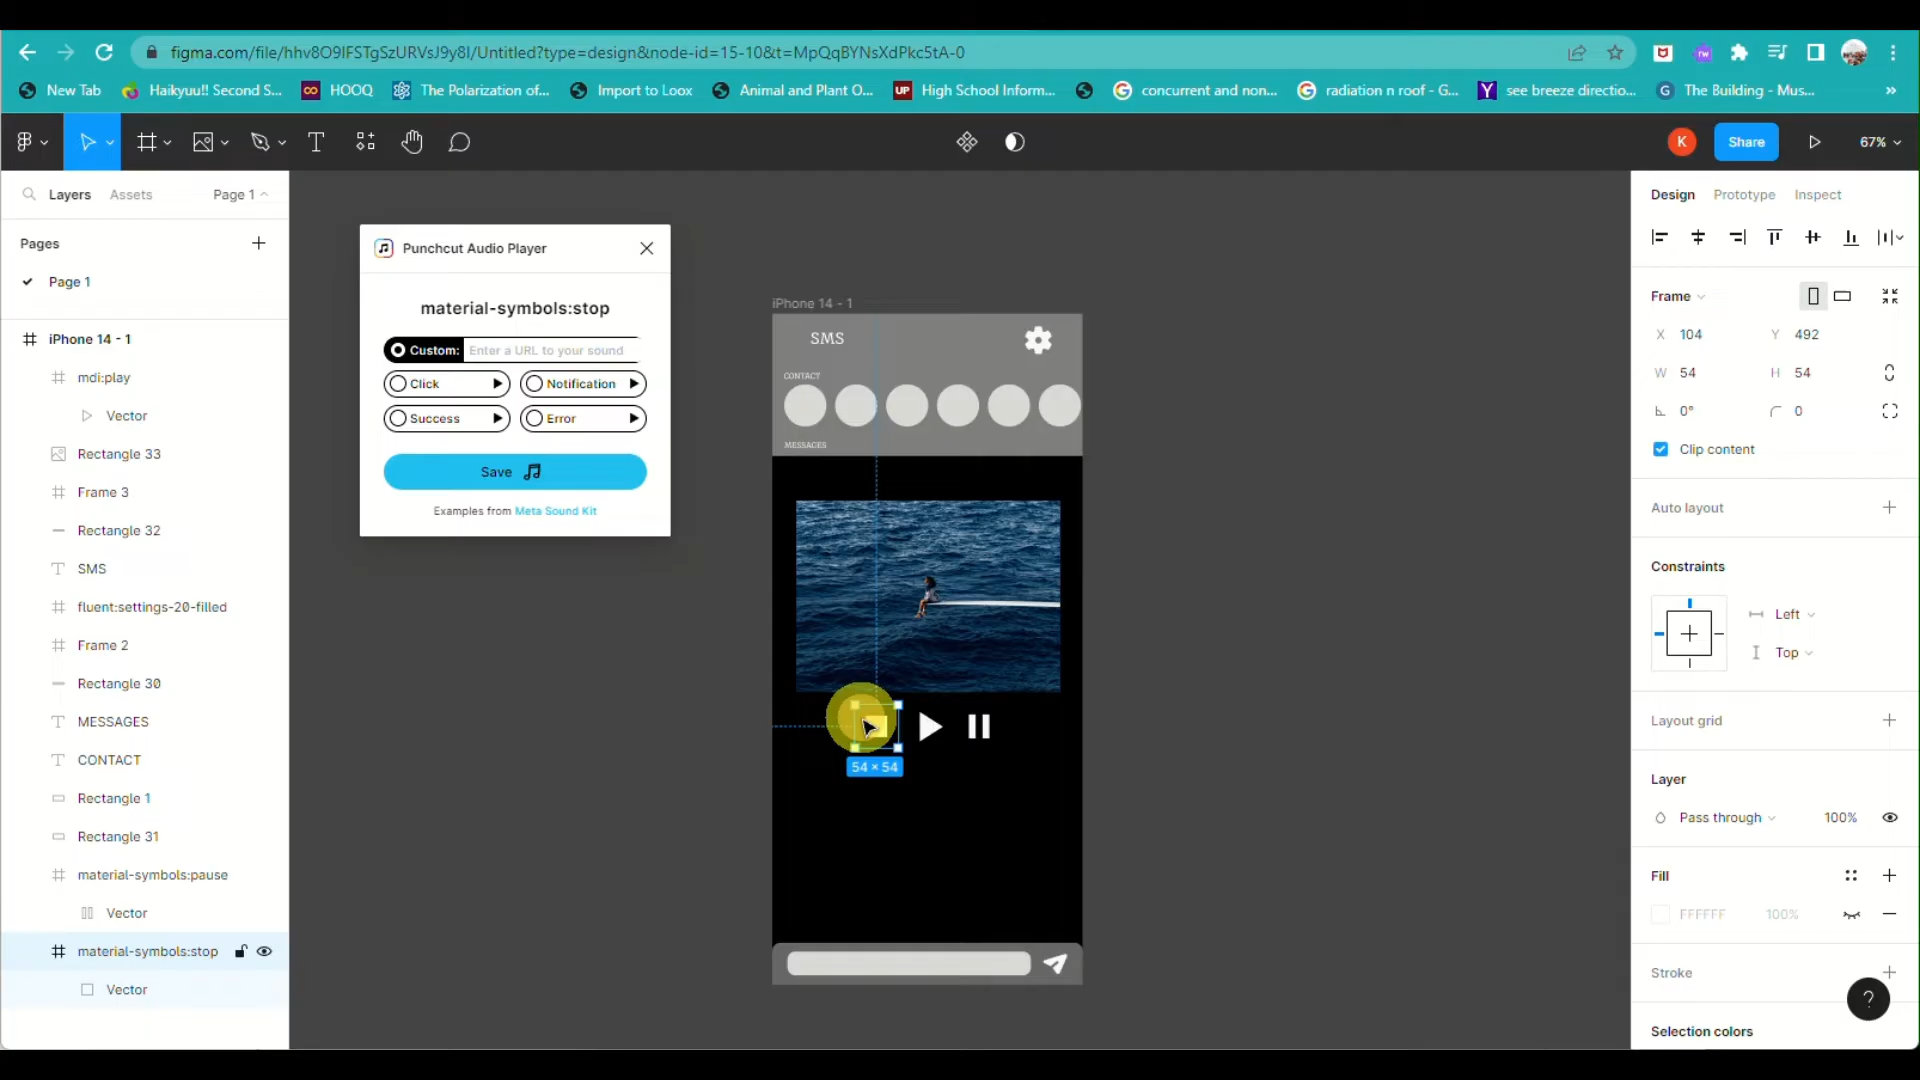 figma.com/file/hhv8O9IFSTgSzURVsJ9y8I/Untitled?type=design&node-id=15-10&t=MpQqBYNsXdPkc5tA-0
New Tab
Haikyuu!! Second S...
HOOQ
The Polarization of...
Import to Loox
Animal and Plant O...
UP
High School Inform...
concurrent and non...
radiation n roof - G...
see breeze directio...
The Building - Mus...
»
K
Share
67%
Layers
Assets
Page 1
Pages
Page 1
iPhone 14 - 1
mdi:play
Vector
Rectangle 33
Frame 3
Rectangle 32
SMS
fluent:settings-20-filled
Frame 2
Rectangle 30
MESSAGES
CONTACT
Rectangle 1
Rectangle 31
material-symbols:pause
Vector
material-symbols:stop
Vector
Punchcut Audio Player
material-symbols:stop
Custom:
Enter a URL to your sound
Click
Notification
Success
Error
Save
Examples from Meta Sound Kit
iPhone 14 - 1
SMS
CONTACT
MESSAGES
54 × 54
Design
Prototype
Inspect
Frame
X 104
Y 492
W 54
H 54
0°
0
Clip content
Auto layout
Constraints
Left
Top
Layout grid
Layer
Pass through
100%
Fill
FFFFFF
100%
Stroke
?
Selection colors